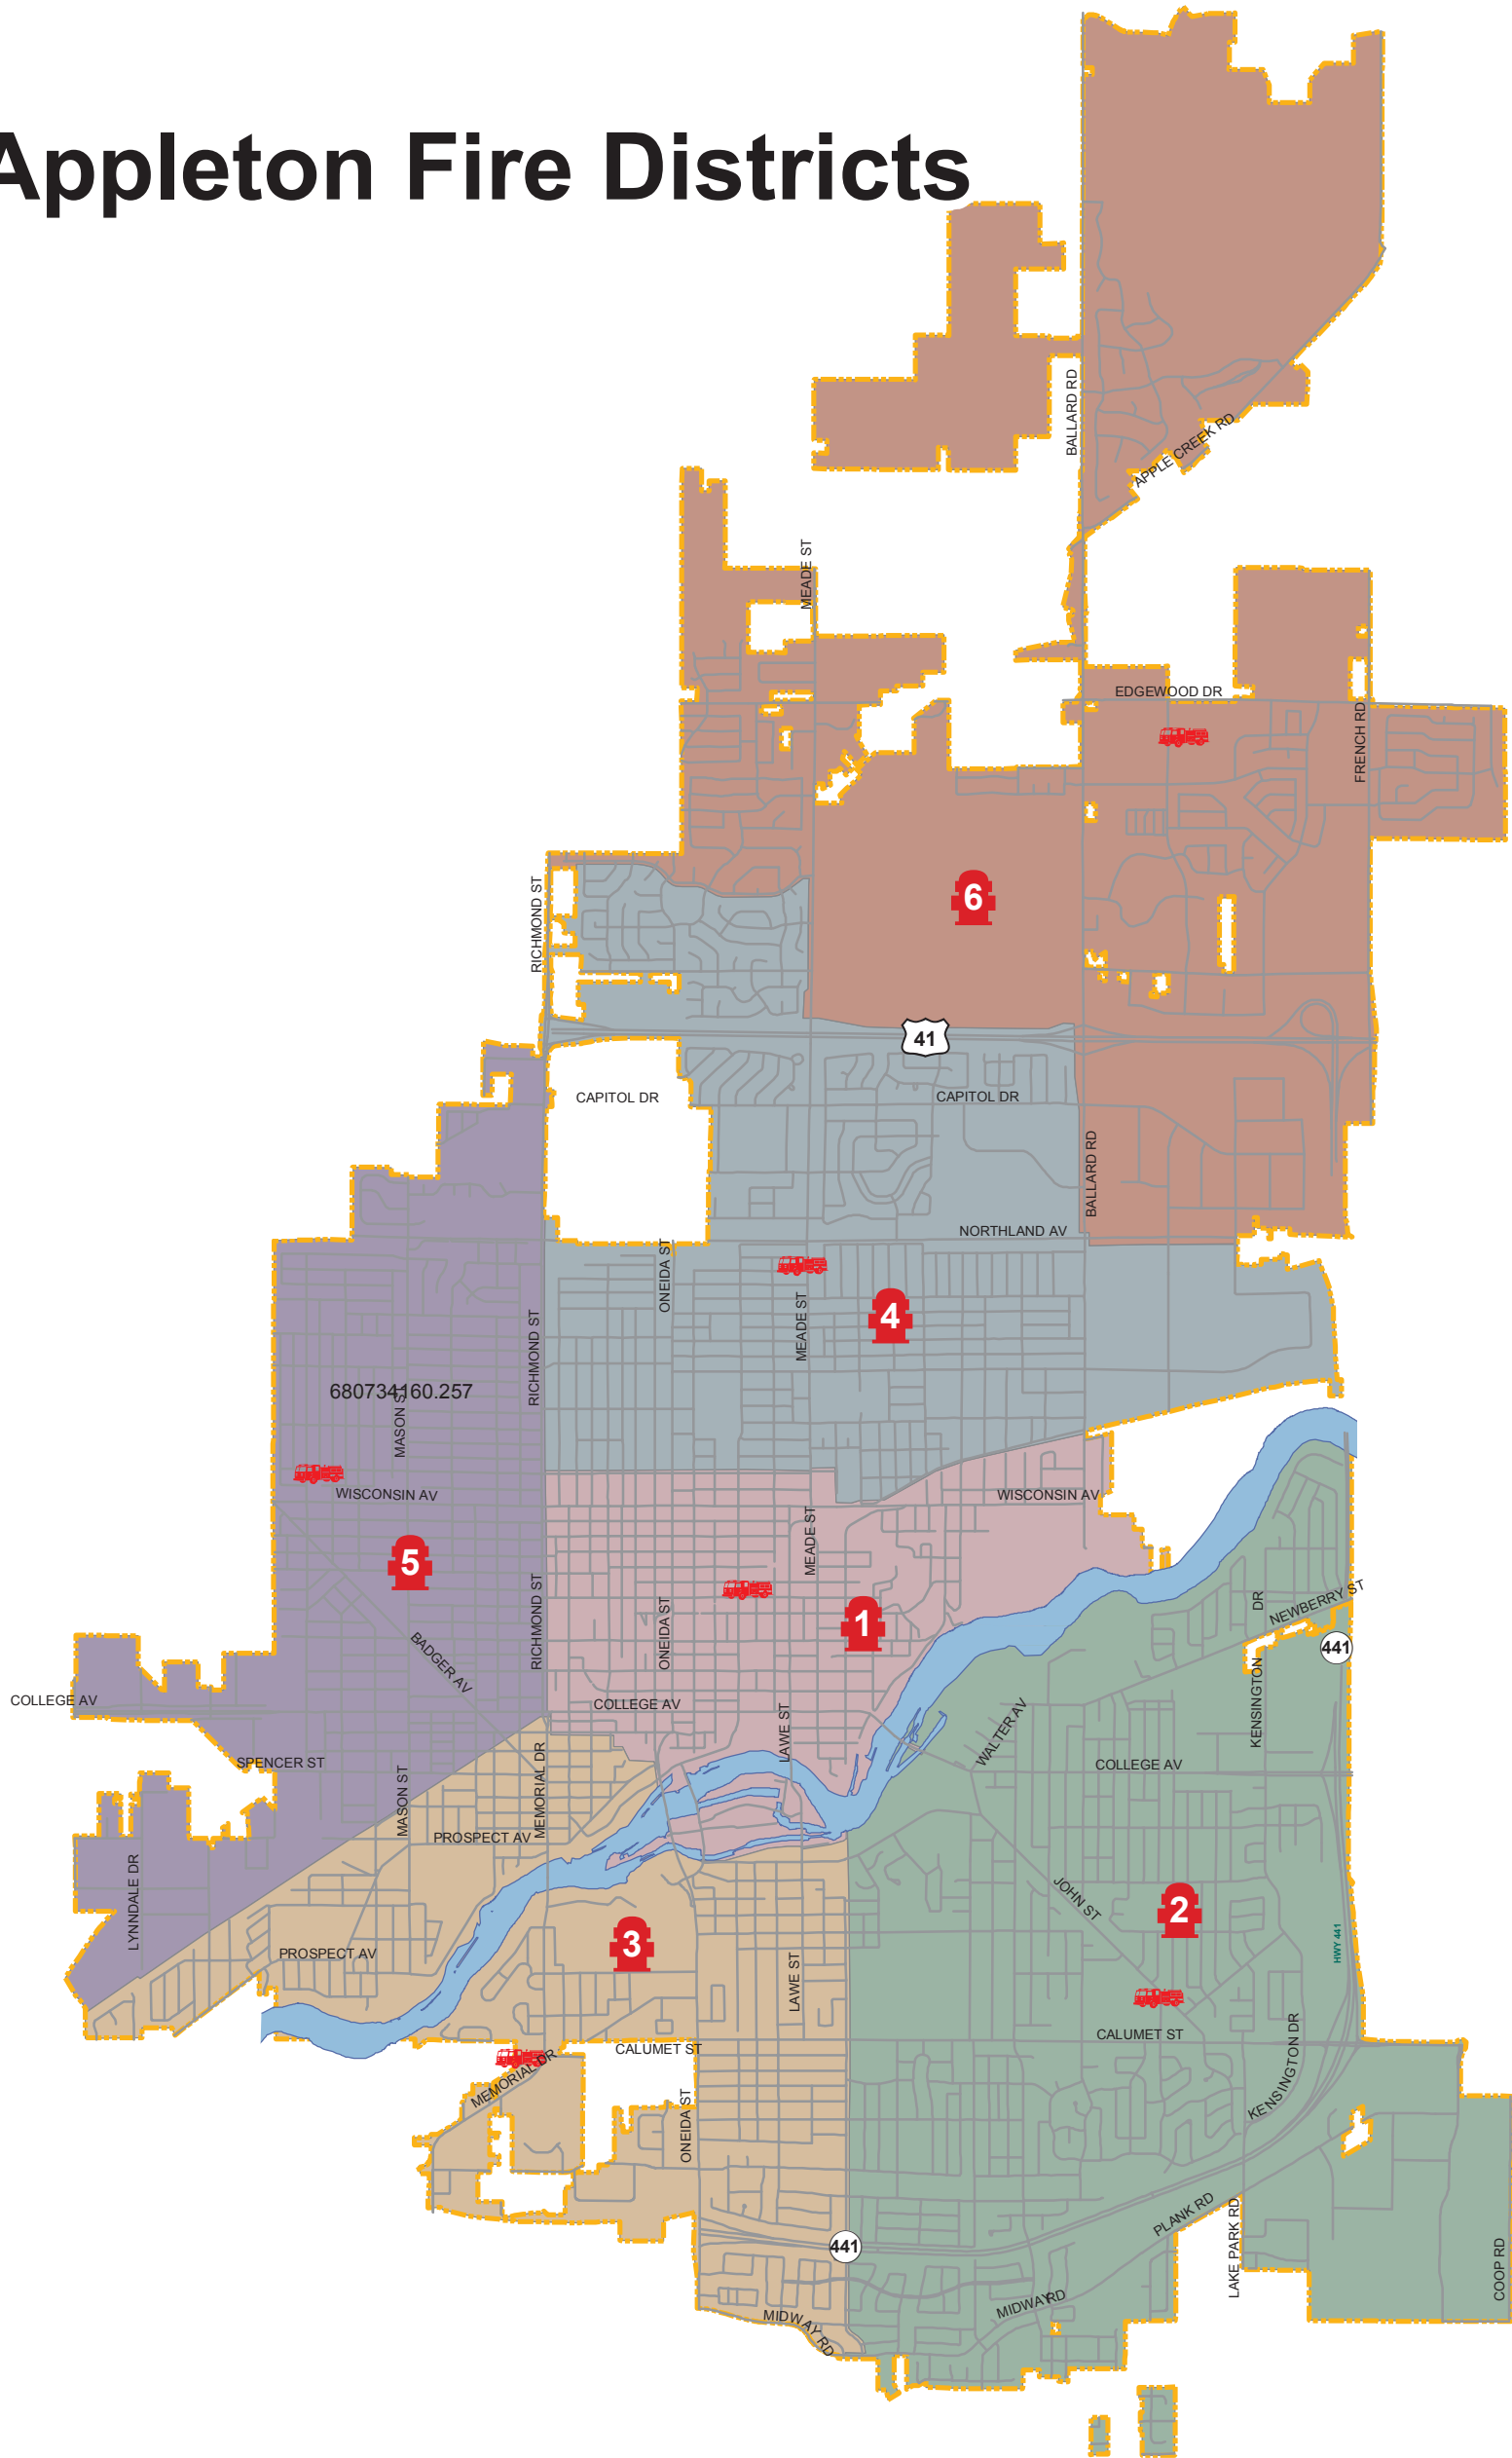 Appleton Fire Districts
BALLARD RD
APPLE CREEK RD
MEADE ST
EDGEWOOD DR
FRENCH RD
RICHMOND ST
6
41
CAPITOL DR
CAPITOL DR
BALLARD RD
NORTHLAND AV
ONEIDA ST
MEADE ST
4
RICHMOND ST
680734160.257
MASON ST
WISCONSIN AV
WISCONSIN AV
MEADE ST
5
RICHMOND ST
ONEIDA ST
1
KENSINGTON DR
NEWBERRY ST
441
BADGER AV
COLLEGE AV
COLLEGE AV
LAWE ST
WALTER AV
SPENCER ST
COLLEGE AV
MASON ST
MEMORIAL DR
PROSPECT AV
LYNNDALE DR
JOHN ST
2
3
HWY 441
PROSPECT AV
LAWE ST
CALUMET ST
CALUMET ST
MEMORIAL DR
KENSINGTON DR
ONEIDA ST
PLANK RD
LAKE PARK RD
441
COOP RD
MIDWAY RD
MIDWAY RD